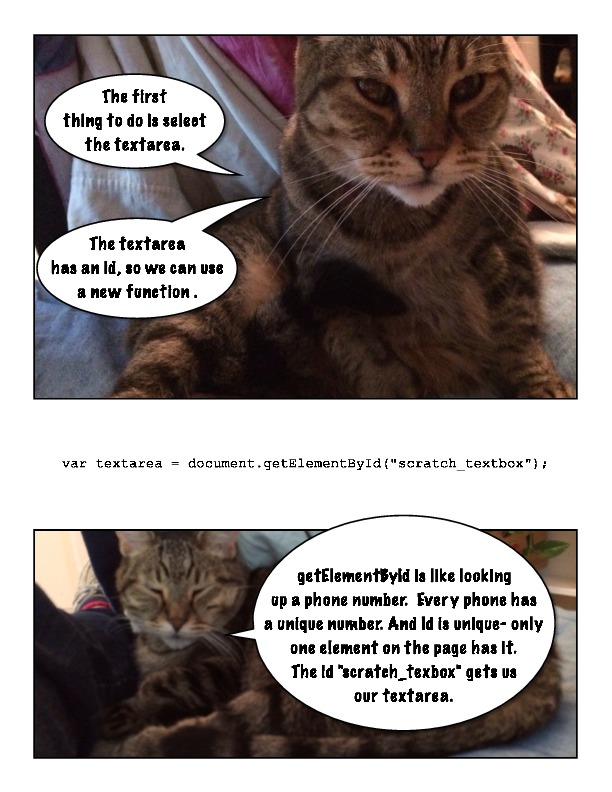 The first
thing to do is select
the textarea.
The textarea
has an id, so we can use
a new function .
var textarea = document.getElementById("scratch_textbox");
getElementById is like looking
up a phone number. Every phone has
a unique number. And id is unique- only
one element on the page has it.
The id "scratch_texbox" gets us
our textarea.